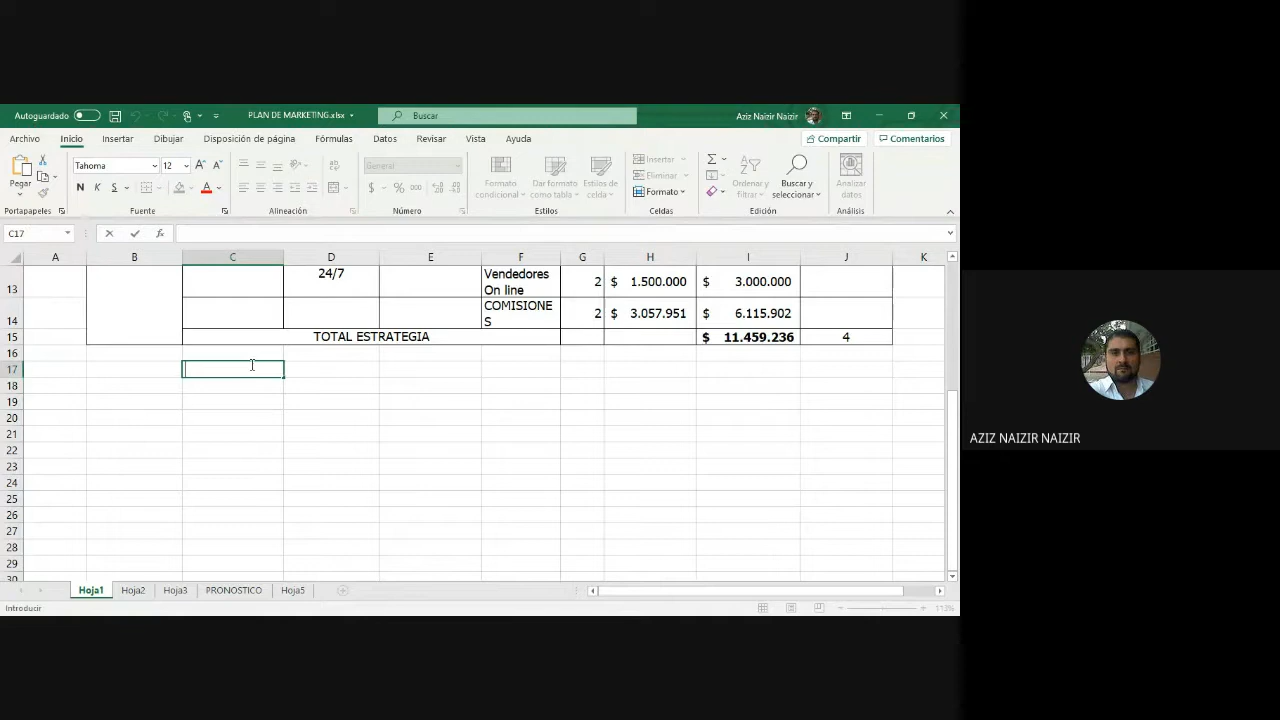 Autoguardado PLAN DE MARKETING.xlsx Buscar Aziz Naizir Naizir
Archivo Inicio Insertar Dibujar Disposición de página Fórmulas Datos Revisar Vista Ayuda Compartir Comentarios
Pegar
Tahoma 12
N K S
General
$ % 000
Formato condicional
Dar formato como tabla
Estilos de celda
Insertar
Eliminar
Formato
Ordenar y filtrar
Buscar y seleccionar
Analizar datos
Portapapeles Fuente Alineación Número Estilos Celdas Edición Análisis
C17 fx
A B C D E F G H I J K
13 24/7 Vendedores On line 2 $ 1.500.000 $ 3.000.000
14 COMISIONE S 2 $ 3.057.951 $ 6.115.902
15 TOTAL ESTRATEGIA $ 11.459.236 4
16
17
18
19
20
21
22
23
24
25
26
27
28
29
30
Hoja1 Hoja2 Hoja3 PRONOSTICO Hoja5
Introducir 113%
AZIZ NAIZIR NAIZIR